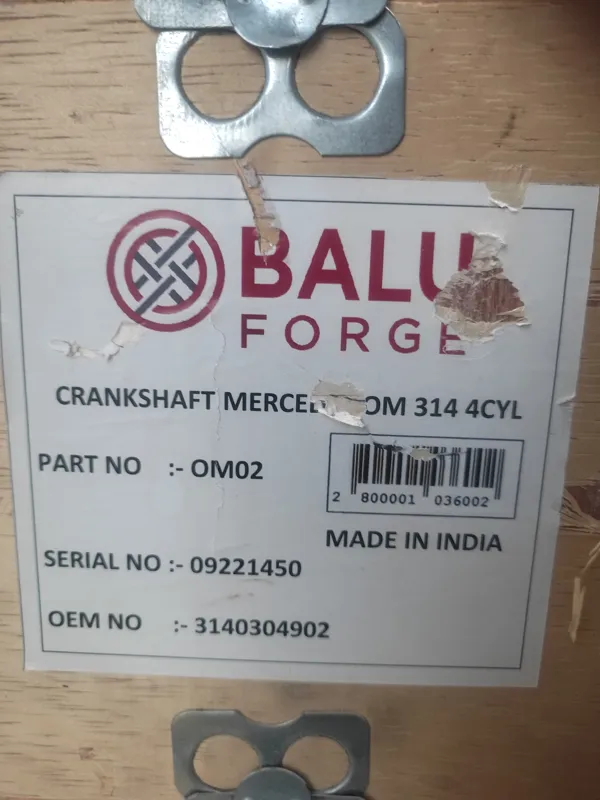 BALU
FORGE
CRANKSHAFT OM 314 4CYL
PART NO :- OM02
2 800001 036002
MADE IN INDIA
SERIAL NO :- 09221450
OEM NO :- 3140304902